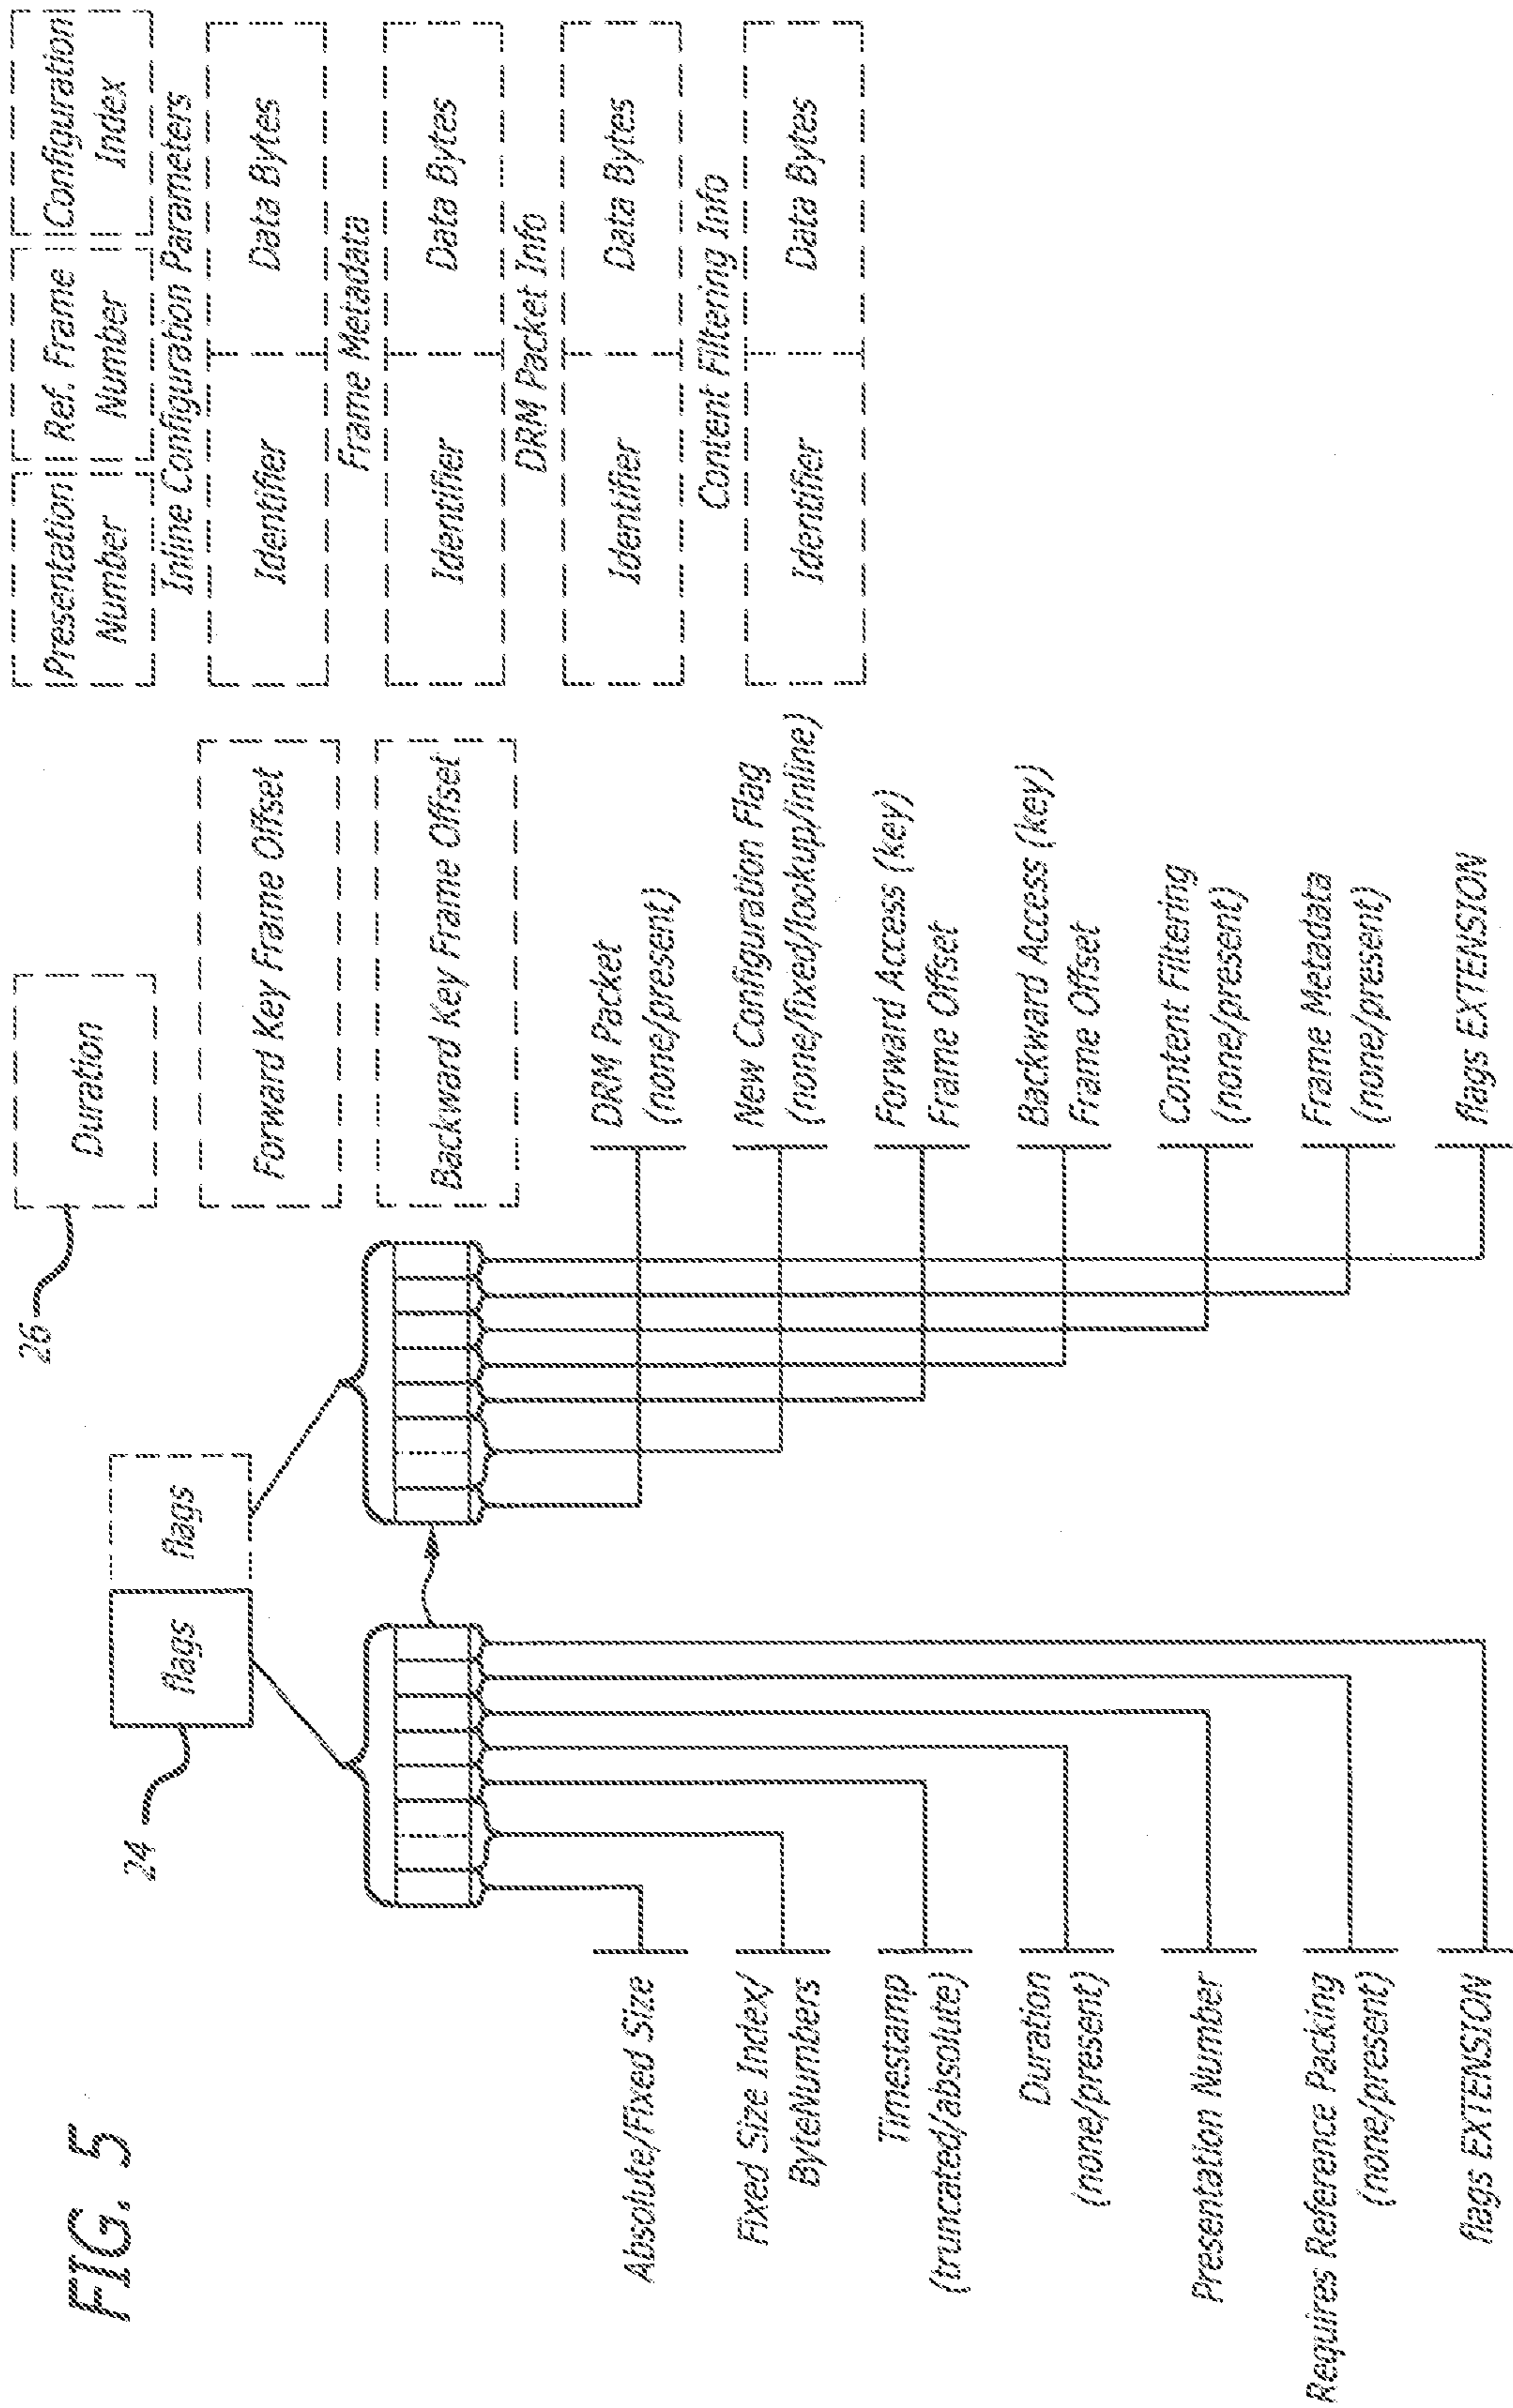 FIG. 5
24
flags
flags
26
Duration
Presentation
Number
Ref. Frame
Number
Configuration
Index
Forward Key Frame Offset
Backward Key Frame Offset
Inline Configuration Parameters
Identifier
Data Bytes
Frame Metadata
Identifier
Data Bytes
DRM Packet Info
Identifier
Data Bytes
Content Filtering Info
Identifier
Data Bytes
Absolute/Fixed Size
Fixed Size Index/
ByteNumbers
Timestamp
(truncated/absolute)
Duration
(none/present)
Presentation Number
Requires Reference Packing
(none/present)
flags EXTENSION
DRM Packet
(none/present)
New Configuration Flag
(none/fixed/lookup/inline)
Forward Access (key)
Frame Offset
Backward Access (key)
Frame Offset
Content Filtering
(none/present)
Frame Metadata
(none/present)
flags EXTENSION